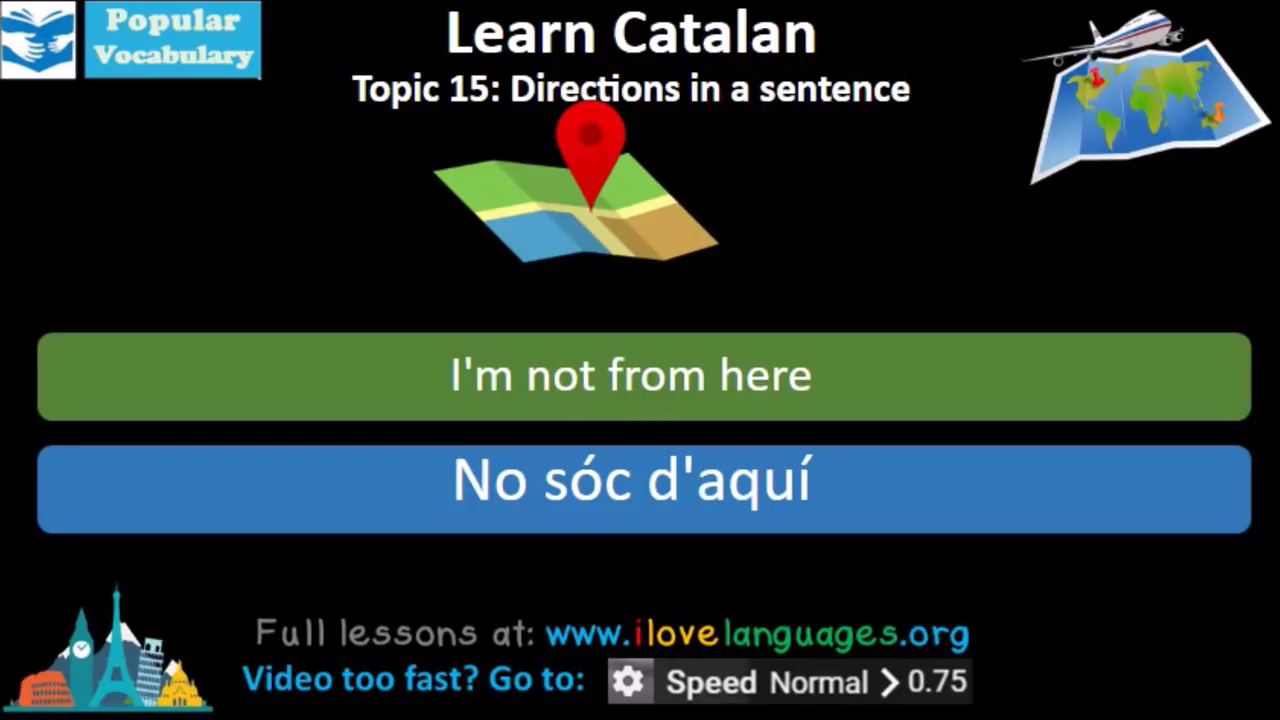 Popular
Vocabulary
Learn Catalan
Topic 15: Directions in a sentence
I'm not from here
No sóc d'aquí
Full lessons at: www.ilovelanguages.org
Video too fast? Go to: Speed Normal > 0.75